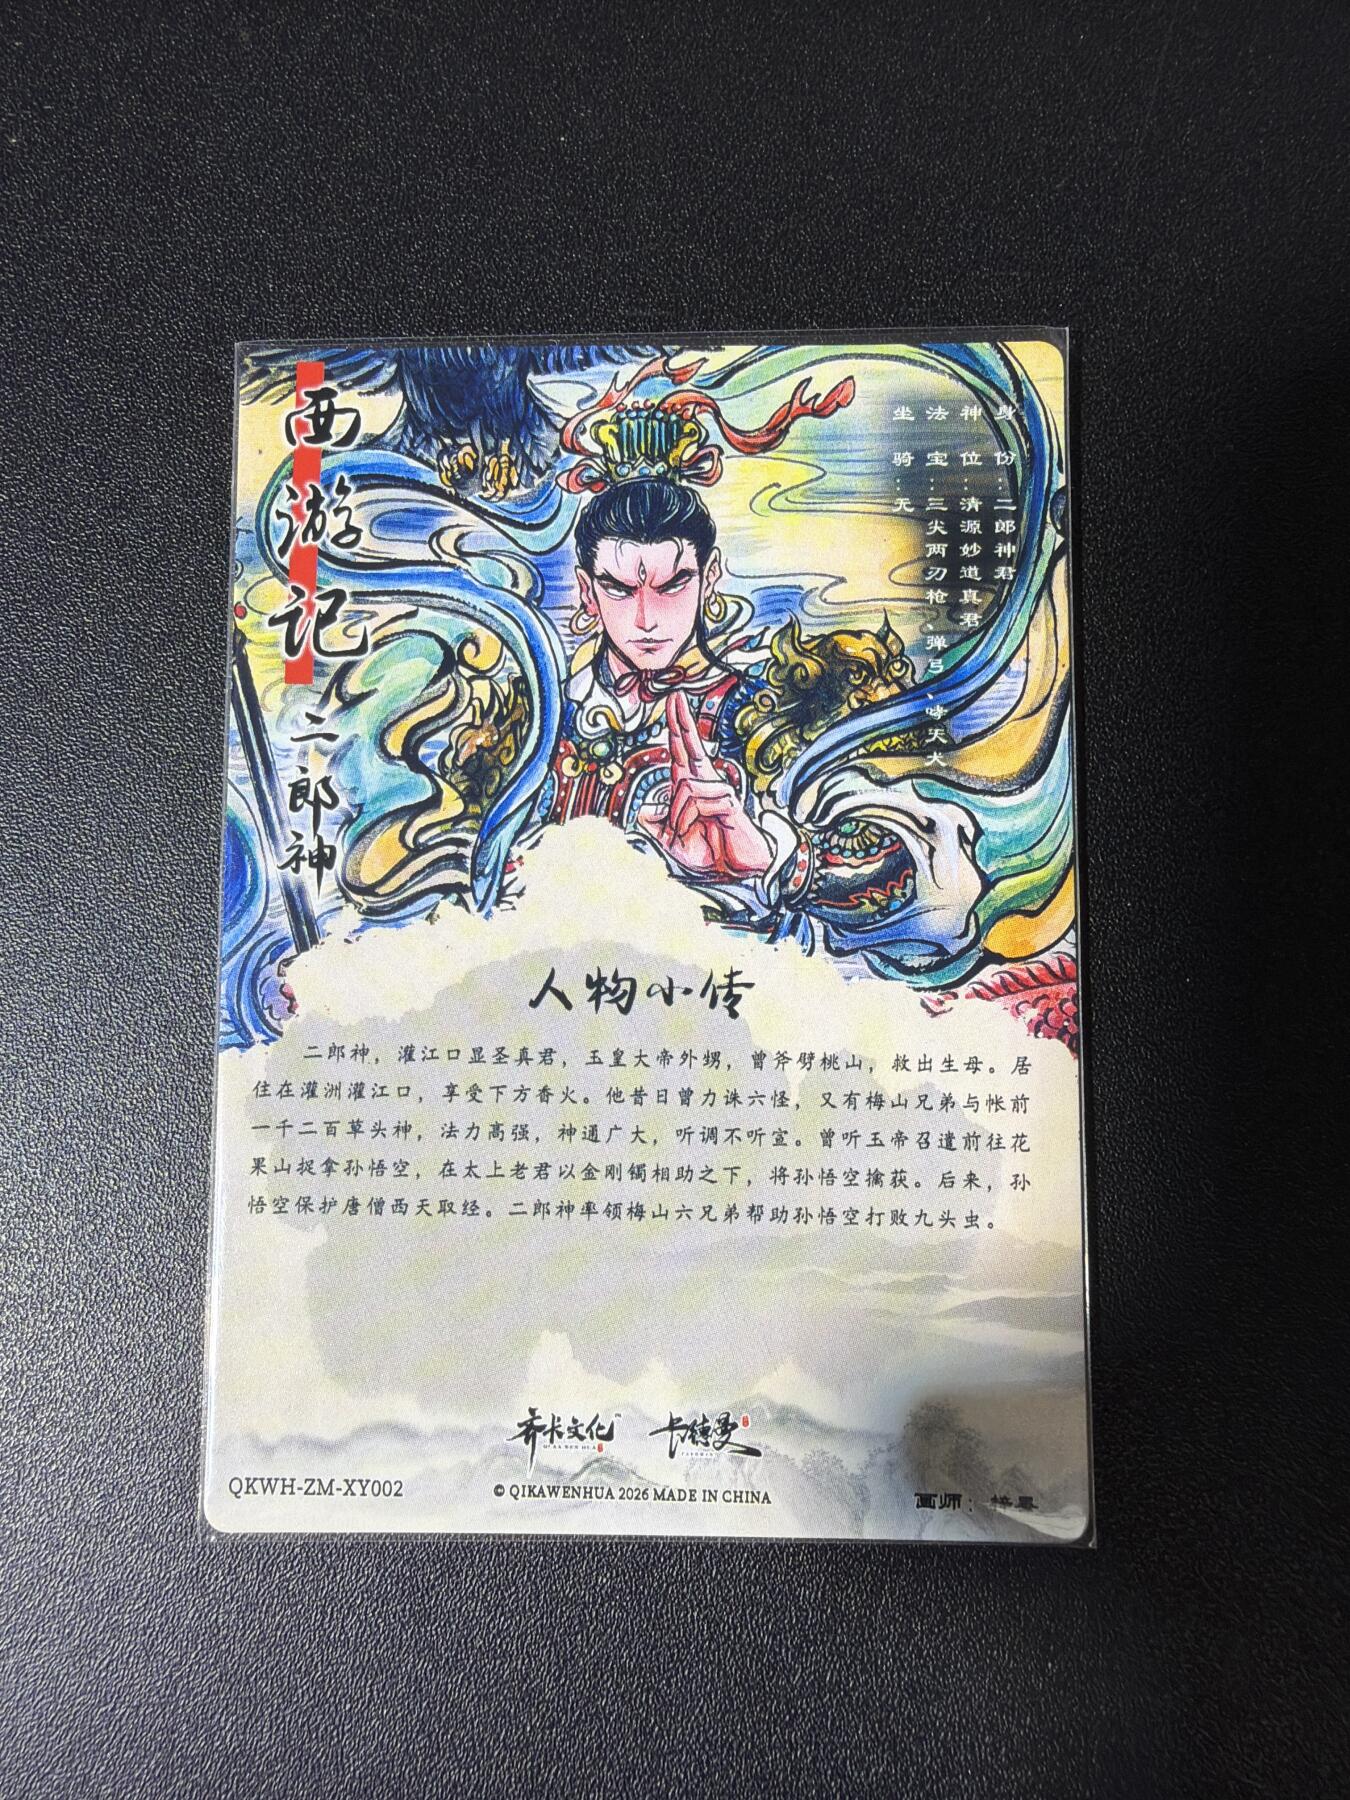 西游记
二郎神
身份：二郎神君
神位：清源妙道真君
法宝：三尖两刃枪、弹弓、哮天犬
坐骑：无
人物小传
二郎神，灌江口显圣真君，玉皇大帝外甥，曾斧劈桃山，救出生母。居
住在灌洲灌江口，享受下方香火。他昔日曾力诛六怪，又有梅山兄弟与帐前
一千二百草头神，法力高强，神通广大，听调不听宣。曾听玉帝召遣前往花
果山捉拿孙悟空，在太上老君以金刚镯相助之下，将孙悟空擒获。后来，孙
悟空保护唐僧西天取经。二郎神率领梅山六兄弟帮助孙悟空打败九头虫。
齐卡文化
QI KA WEN HUA
卡德曼
QKWH-ZM-XY002
© QIKAWENHUA 2026 MADE IN CHINA
画师：